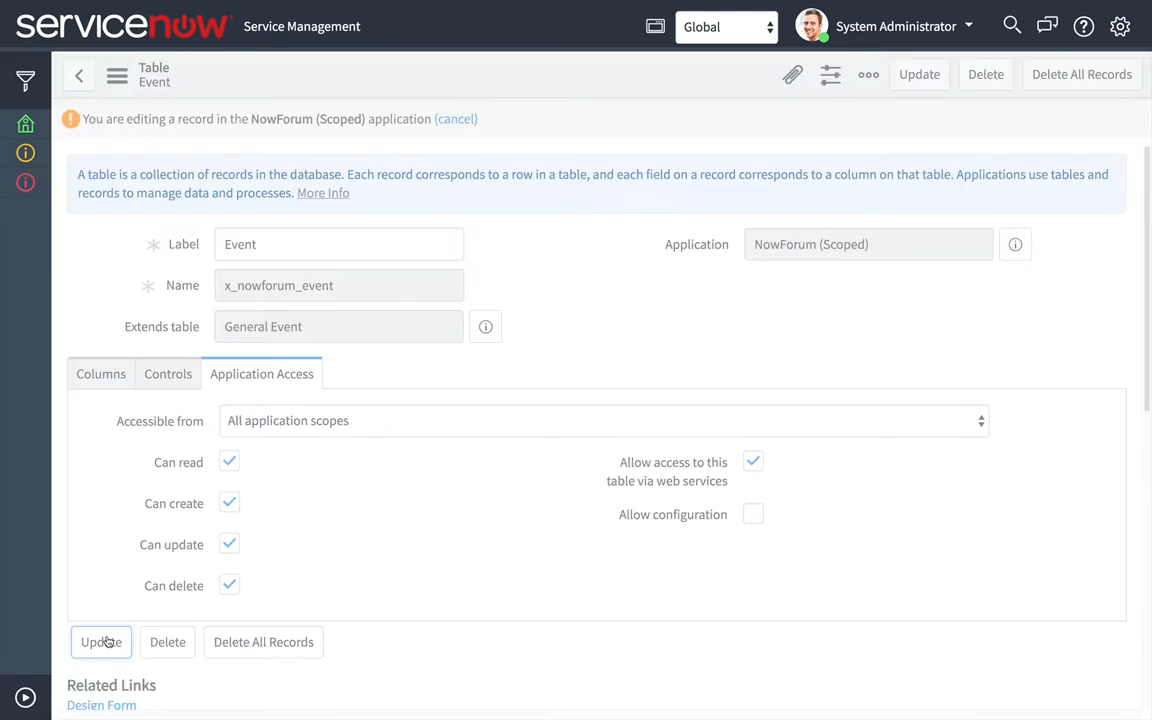 servicenow Service Management Global System Administrator
Table
Event
Update Delete Delete All Records
You are editing a record in the NowForum (Scoped) application (cancel)
A table is a collection of records in the database. Each record corresponds to a row in a table, and each field on a record corresponds to a column on that table. Applications use tables and
records to manage data and processes. More Info
Label Event Application NowForum (Scoped)
Name x_nowforum_event
Extends table General Event
Columns Controls Application Access
Accessible from All application scopes
Can read Allow access to this
table via web services
Can create Allow configuration
Can update
Can delete
Update Delete Delete All Records
Related Links
Design Form